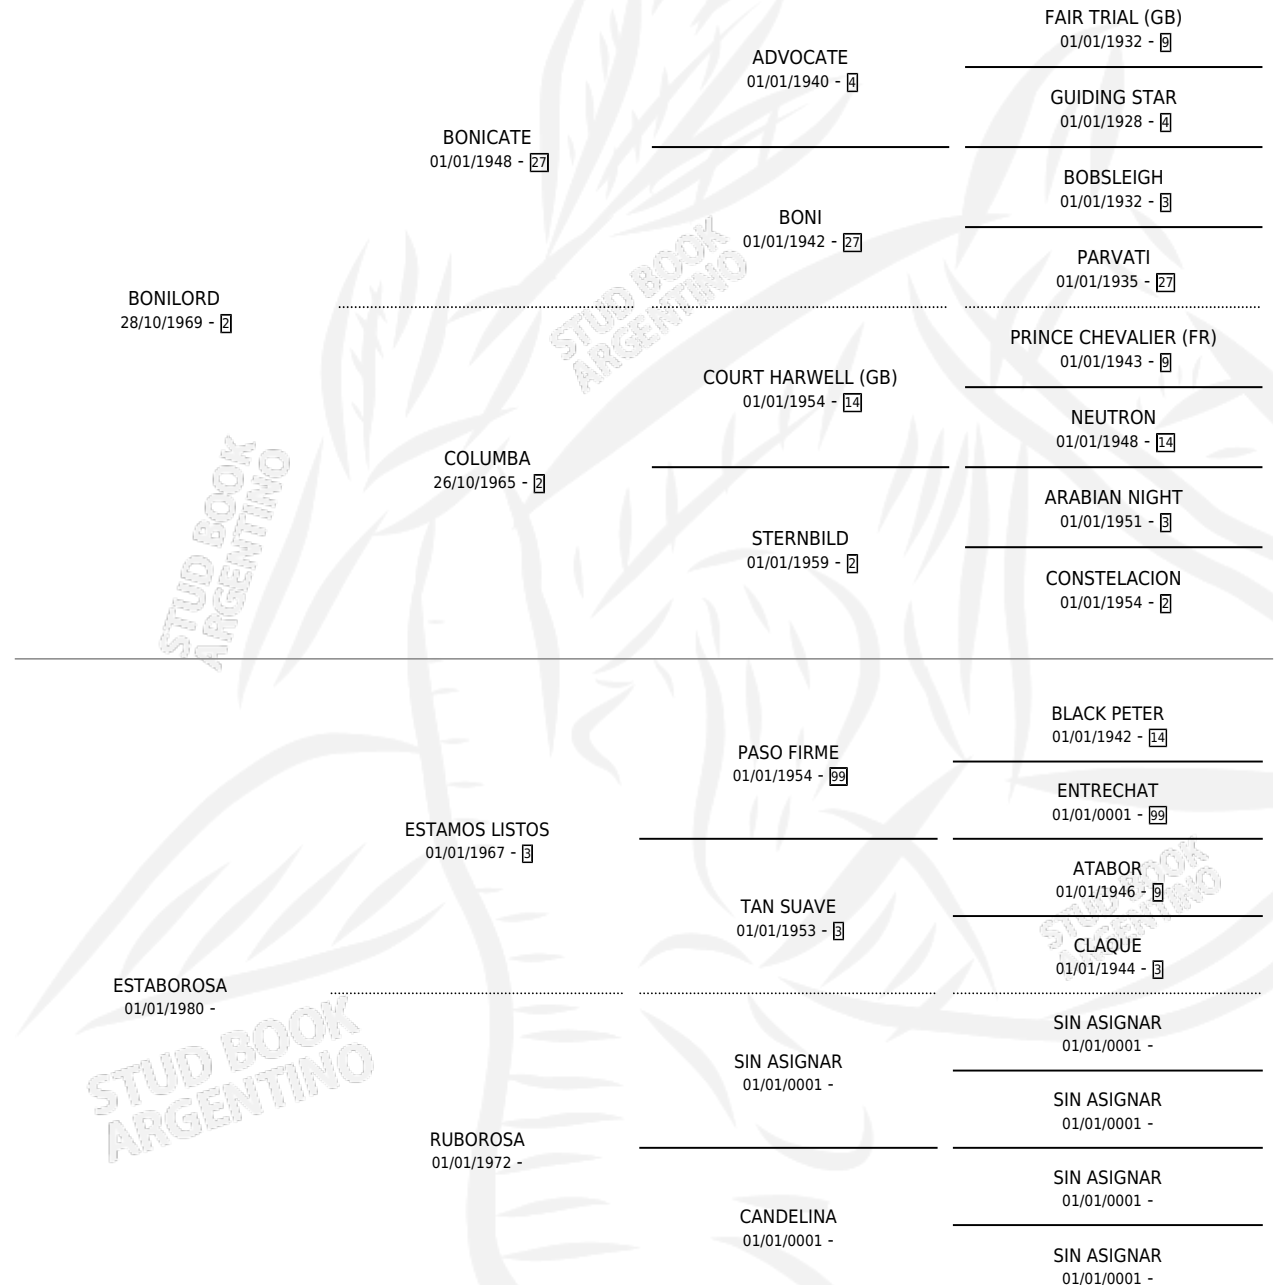 FAIR TRIAL (GB)
01/01/1932 - 9
ADVOCATE
01/01/1940 - 4
GUIDING STAR
01/01/1928 - 4
BONICATE
01/01/1948 - 27
BOBSLEIGH
01/01/1932 - 3
BONI
01/01/1942 - 27
PARVATI
01/01/1935 - 27
BONILORD
28/10/1969 - 2
PRINCE CHEVALIER (FR)
01/01/1943 - 9
COURT HARWELL (GB)
01/01/1954 - 14
NEUTRON
01/01/1948 - 14
COLUMBA
26/10/1965 - 2
ARABIAN NIGHT
01/01/1951 - 3
STERNBILD
01/01/1959 - 2
CONSTELACION
01/01/1954 - 2
BLACK PETER
01/01/1942 - 14
PASO FIRME
01/01/1954 - 99
ENTRECHAT
01/01/0001 - 99
ESTAMOS LISTOS
01/01/1967 - 3
ATABOR
01/01/1946 - 9
TAN SUAVE
01/01/1953 - 3
CLAQUE
01/01/1944 - 3
ESTABOROSA
01/01/1980 -
SIN ASIGNAR
01/01/0001 -
SIN ASIGNAR
01/01/0001 -
SIN ASIGNAR
01/01/0001 -
RUBOROSA
01/01/1972 -
SIN ASIGNAR
01/01/0001 -
CANDELINA
01/01/0001 -
SIN ASIGNAR
01/01/0001 -
STUD BOOK
ARGENTINO
STUD BOOK
ARGENTINO
STUD BOOK
ARGENTINO
STUD BOOK
ARGENTINO